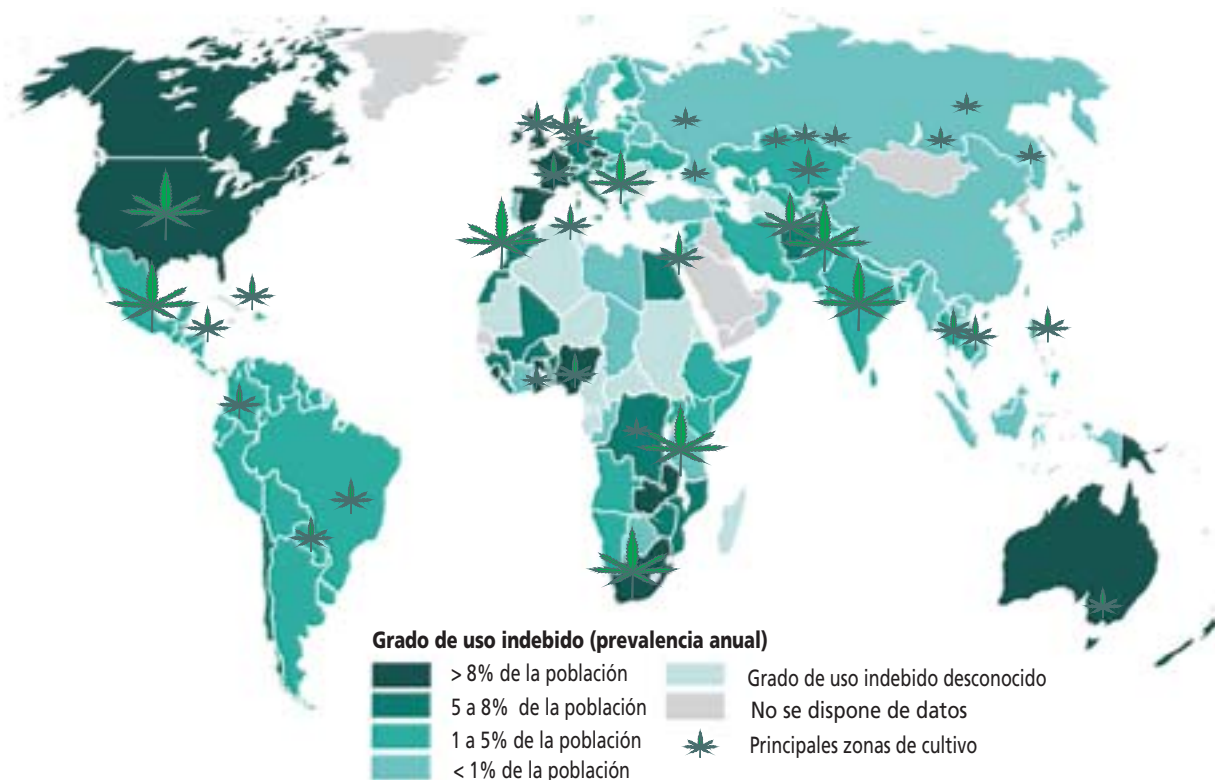 Grado de uso indebido (prevalencia anual)
> 8% de la población
5 a 8% de la población
1 a 5% de la población
< 1% de la población
Grado de uso indebido desconocido
No se dispone de datos
Principales zonas de cultivo